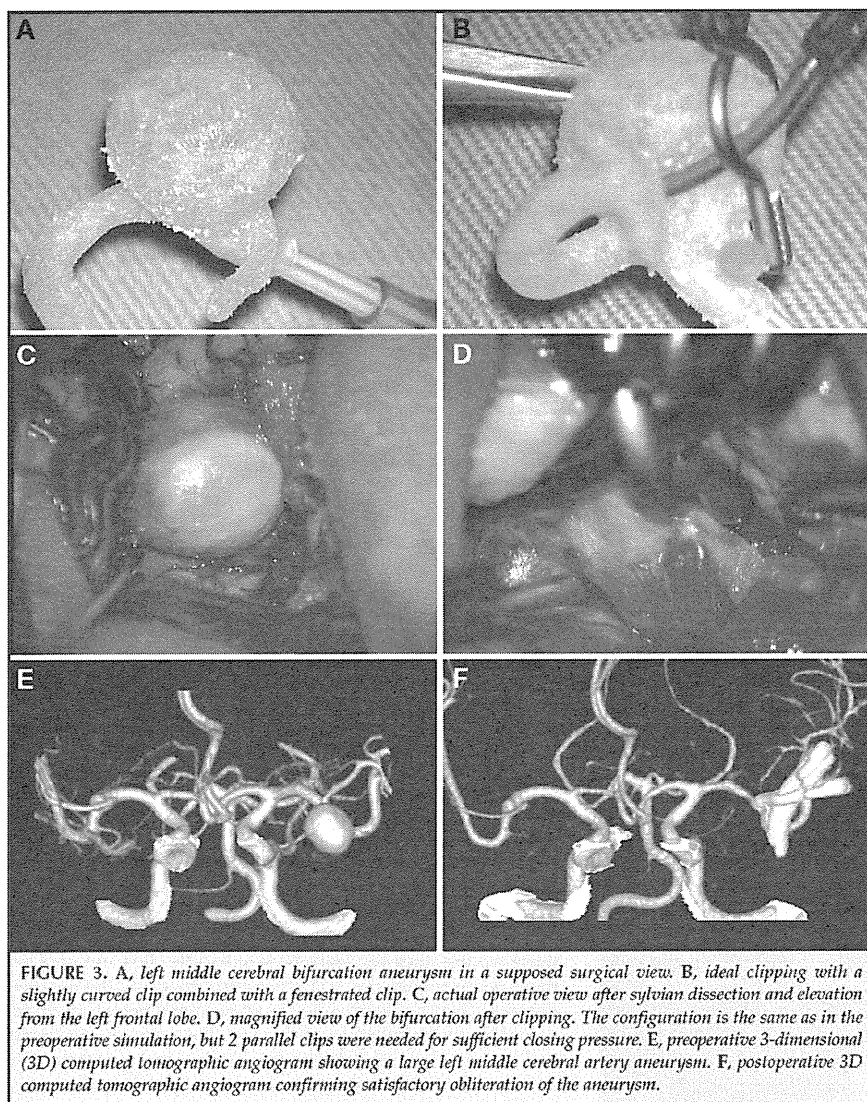 A
B
C
D
E
F
FIGURE 3. A, left middle cerebral bifurcation aneurysm in a supposed surgical view. B, ideal clipping with a
slightly curved clip combined with a fenestrated clip. C, actual operative view after sylvian dissection and elevation
from the left frontal lobe. D, magnified view of the bifurcation after clipping. The configuration is the same as in the
preoperative simulation, but 2 parallel clips were needed for sufficient closing pressure. E, preoperative 3-dimensional
(3D) computed tomographic angiogram showing a large left middle cerebral artery aneurysm. F, postoperative 3D
computed tomographic angiogram confirming satisfactory obliteration of the aneurysm.